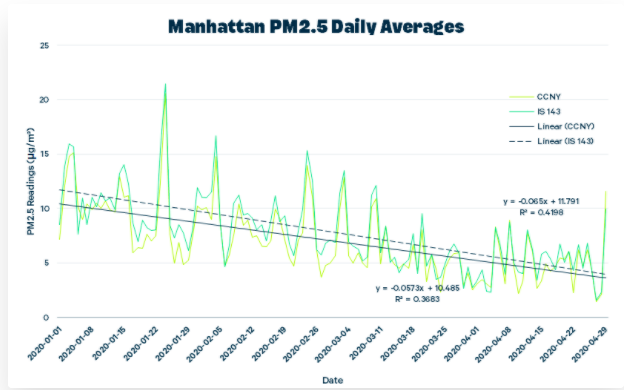 Manhattan PM2.5 Daily Averages
25
20
15
10
5
0
PM2.5 Readings (μg/m³)
CCNY
IS 143
Linear (CCNY)
Linear (IS 143)
y = -0.065x + 11.791
R² = 0.4198
y = -0.0573x + 10.485
R² = 0.3683
2020-01-01
2020-01-08
2020-01-15
2020-01-22
2020-01-29
2020-02-05
2020-02-12
2020-02-19
2020-02-26
2020-03-4
2020-03-11
2020-03-18
2020-03-25
2020-04-01
2020-04-08
2020-04-15
2020-04-22
2020-04-29
Date